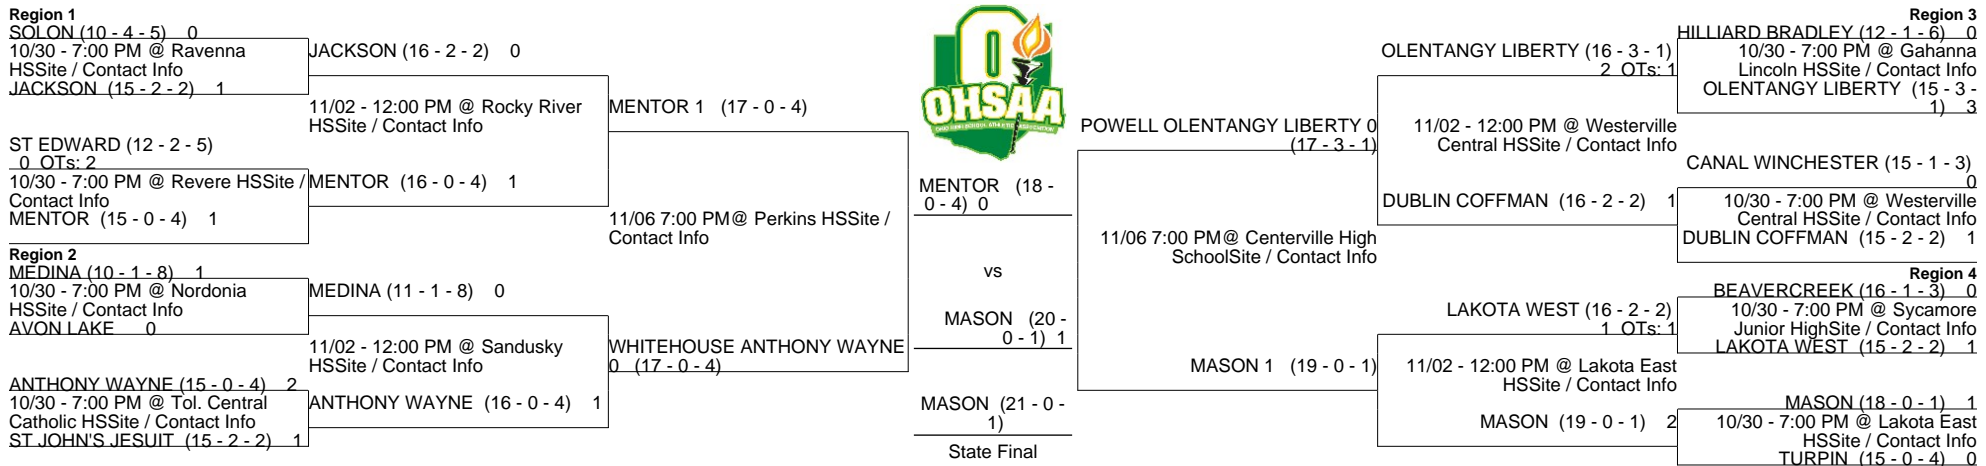 Region 1
SOLON (10 - 4 - 5) 0
10/30 - 7:00 PM @ Ravenna
HSSite / Contact Info
JACKSON (15 - 2 - 2) 1
ST EDWARD (12 - 2 - 5)
0 OTs: 2
10/30 - 7:00 PM @ Revere HSSite /
Contact Info
MENTOR (15 - 0 - 4) 1
Region 2
MEDINA (10 - 1 - 8) 1
10/30 - 7:00 PM @ Nordonia
HSSite / Contact Info
AVON LAKE 0
ANTHONY WAYNE (15 - 0 - 4) 2
10/30 - 7:00 PM @ Tol. Central
Catholic HSSite / Contact Info
ST JOHN'S JESUIT (15 - 2 - 2) 1
JACKSON (16 - 2 - 2) 0
11/02 - 12:00 PM @ Rocky River
HSSite / Contact Info
MENTOR (16 - 0 - 4) 1
MEDINA (11 - 1 - 8) 0
11/02 - 12:00 PM @ Sandusky
HSSite / Contact Info
ANTHONY WAYNE (16 - 0 - 4) 1
MENTOR 1 (17 - 0 - 4)
11/06 7:00 PM@ Perkins HSSite /
Contact Info
WHITEHOUSE ANTHONY WAYNE
0 (17 - 0 - 4)
OHSAA
MENTOR (18 -
0 - 4) 0
vs
MASON (20 -
0 - 1) 1
MASON (21 - 0 -
1)
State Final
POWELL OLENTANGY LIBERTY 0
(17 - 3 - 1)
11/06 7:00 PM@ Centerville High
SchoolSite / Contact Info
MASON 1 (19 - 0 - 1)
OLENTANGY LIBERTY (16 - 3 - 1)
2 OTs: 1
11/02 - 12:00 PM @ Westerville
Central HSSite / Contact Info
DUBLIN COFFMAN (16 - 2 - 2) 1
LAKOTA WEST (16 - 2 - 2)
1 OTs: 1
11/02 - 12:00 PM @ Lakota East
HSSite / Contact Info
MASON (19 - 0 - 1) 2
Region 3
HILLIARD BRADLEY (12 - 1 - 6) 0
10/30 - 7:00 PM @ Gahanna
Lincoln HSSite / Contact Info
OLENTANGY LIBERTY (15 - 3 -
1) 3
CANAL WINCHESTER (15 - 1 - 3)
0
10/30 - 7:00 PM @ Westerville
Central HSSite / Contact Info
DUBLIN COFFMAN (15 - 2 - 2) 1
Region 4
BEAVERCREEK (16 - 1 - 3) 0
10/30 - 7:00 PM @ Sycamore
Junior HighSite / Contact Info
LAKOTA WEST (15 - 2 - 2) 1
MASON (18 - 0 - 1) 1
10/30 - 7:00 PM @ Lakota East
HSSite / Contact Info
TURPIN (15 - 0 - 4) 0